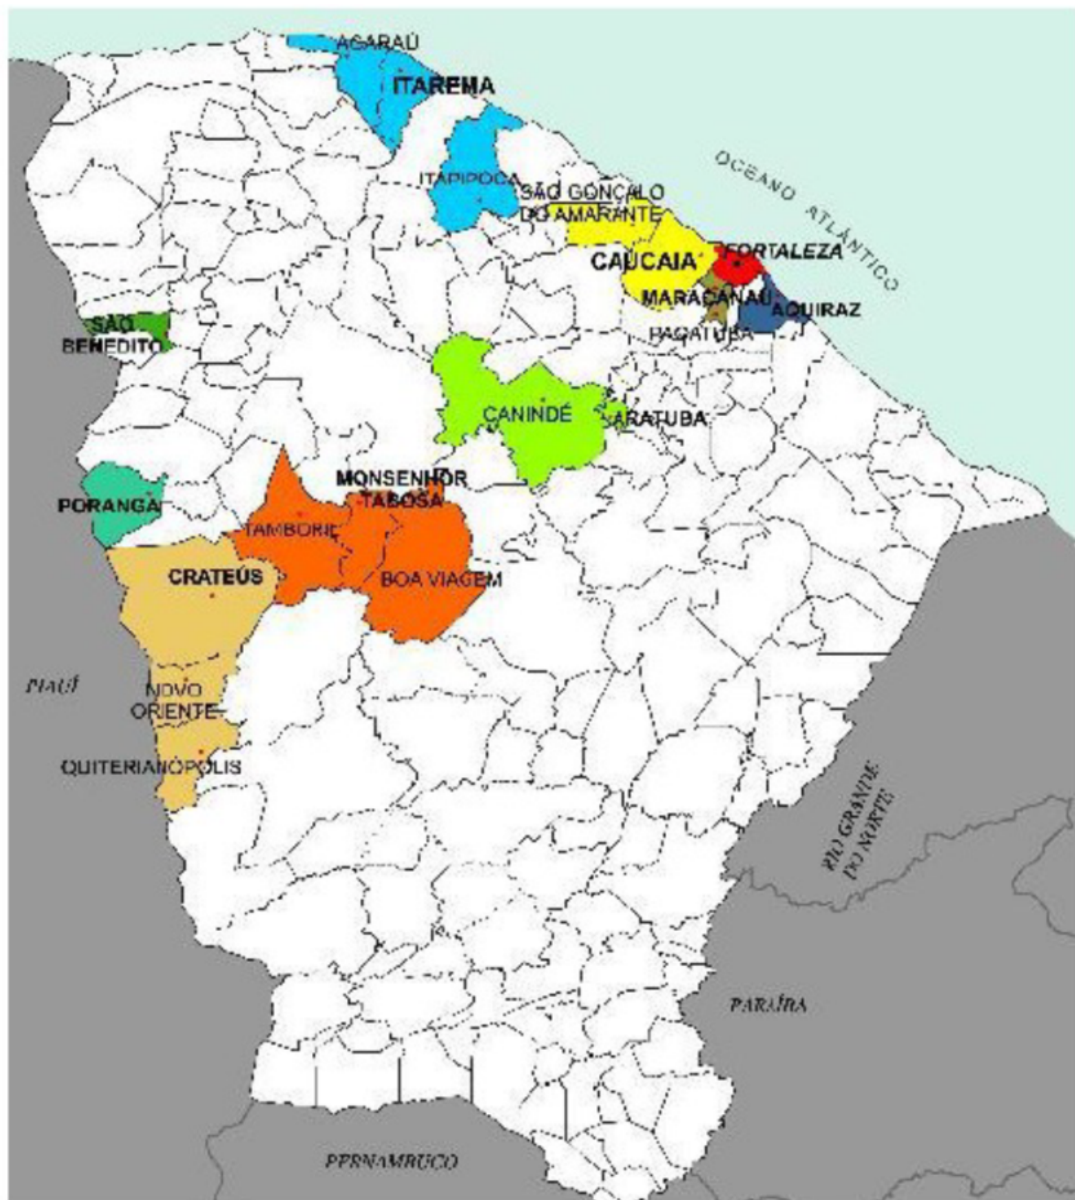 ACARAÚ
ITAREMA
ITAPIPOCA
OCEANO ATLÂNTICO
SÃO GONÇALO
DO AMARANTE
CAUCAIA
FORTALEZA
MARACANAÚ
AQUIRAZ
PACATUBA
SÃO
BENEDITO
CANINDÉ
ARATUBA
MONSENHOR
TABOSA
PORANGA
TAMBORIL
CRATEÚS
BOA VIAGEM
PIAUÍ
NOVO
ORIENTE
QUITERIANÓPOLIS
RIO GRANDE
DO NORTE
PARAÍBA
PERNAMBUCO